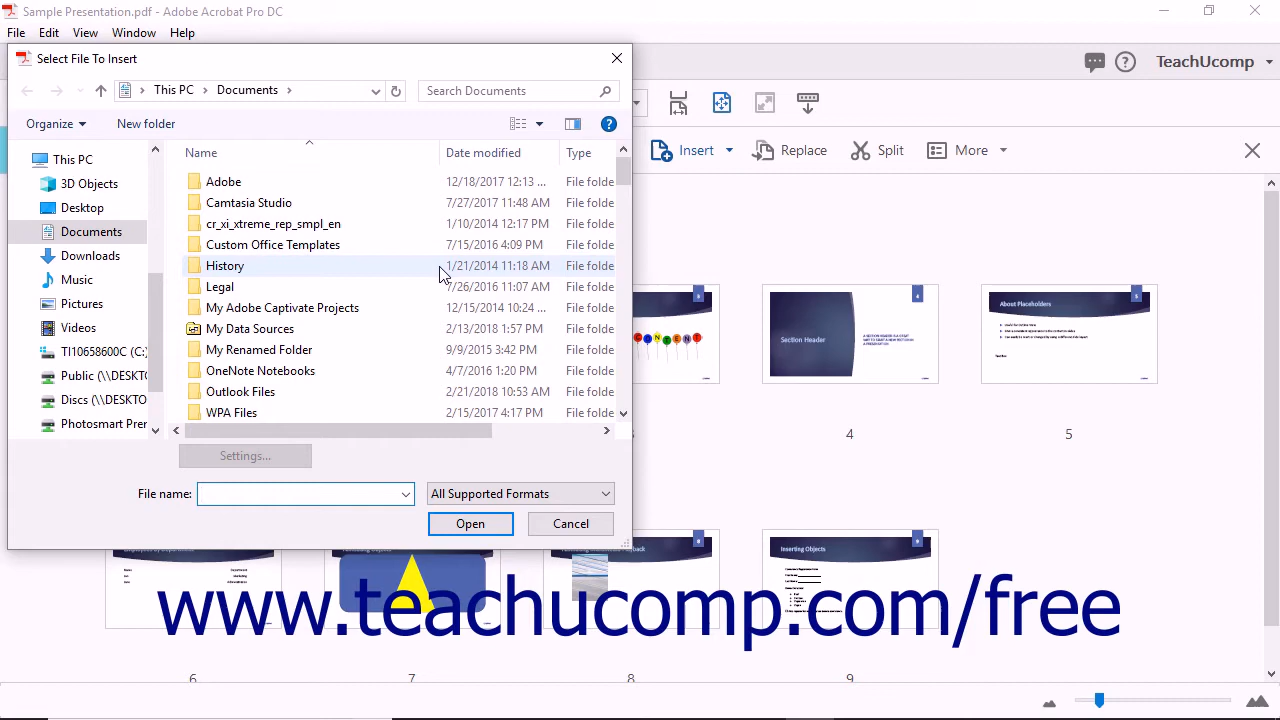 Sample Presentation.pdf - Adobe Acrobat Pro DC
File Edit View Window Help
Select File To Insert
TeachUcomp
This PC Documents
Search Documents
Organize New folder
Insert Replace Split More
Name Date modified Type
This PC
3D Objects
Desktop
Documents
Downloads
Music
Pictures
Videos
TI10658600C (C:
Public (\\DESKT
Discs (\\DESKTO
Photosmart Prer
Adobe 12/18/2017 12:13 ... File folde
Camtasia Studio 7/27/2017 11:48 AM File folde
cr_xi_xtreme_rep_smpl_en 1/10/2014 12:17 PM File folde
Custom Office Templates 7/15/2016 4:09 PM File folde
History 1/21/2014 11:18 AM File folde
Legal 7/26/2016 11:07 AM File folde
My Adobe Captivate Projects 10:24 ... File folde
My Data Sources 2/13/2018 1:57 PM File folde
My Renamed Folder 3:42 PM File folde
OneNote Notebooks 4/7/2016 1:20 PM File folde
Outlook Files 2/21/2018 10:53 AM File folde
WA Files 2/15/2017 4:17 PM File folde
Settings...
File name: All Supported Formats
Open Cancel
3
4
Section Header
5
About Placeholders
4
5
8
9
Inserting Objects
www.teachucomp.com/free
6
7
8
9